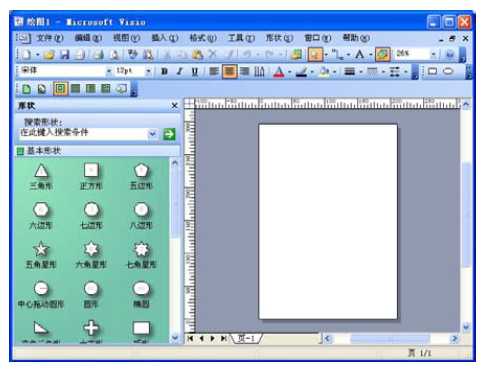 绘图1 - Microsoft Visio
文件(F) 编辑(E) 视图(V) 插入(I) 格式(O) 工具(T) 形状(S) 窗口(W) 帮助(H)
26%
宋体 12pt. B I U
形状
搜索形状:
在此键入搜索条件
基本形状
三角形 正方形 五边形
六边形 七边形 八边形
五角星形 六角星形 七角星形
中心拖动圆形 圆形 椭圆
页-1
页 1/1